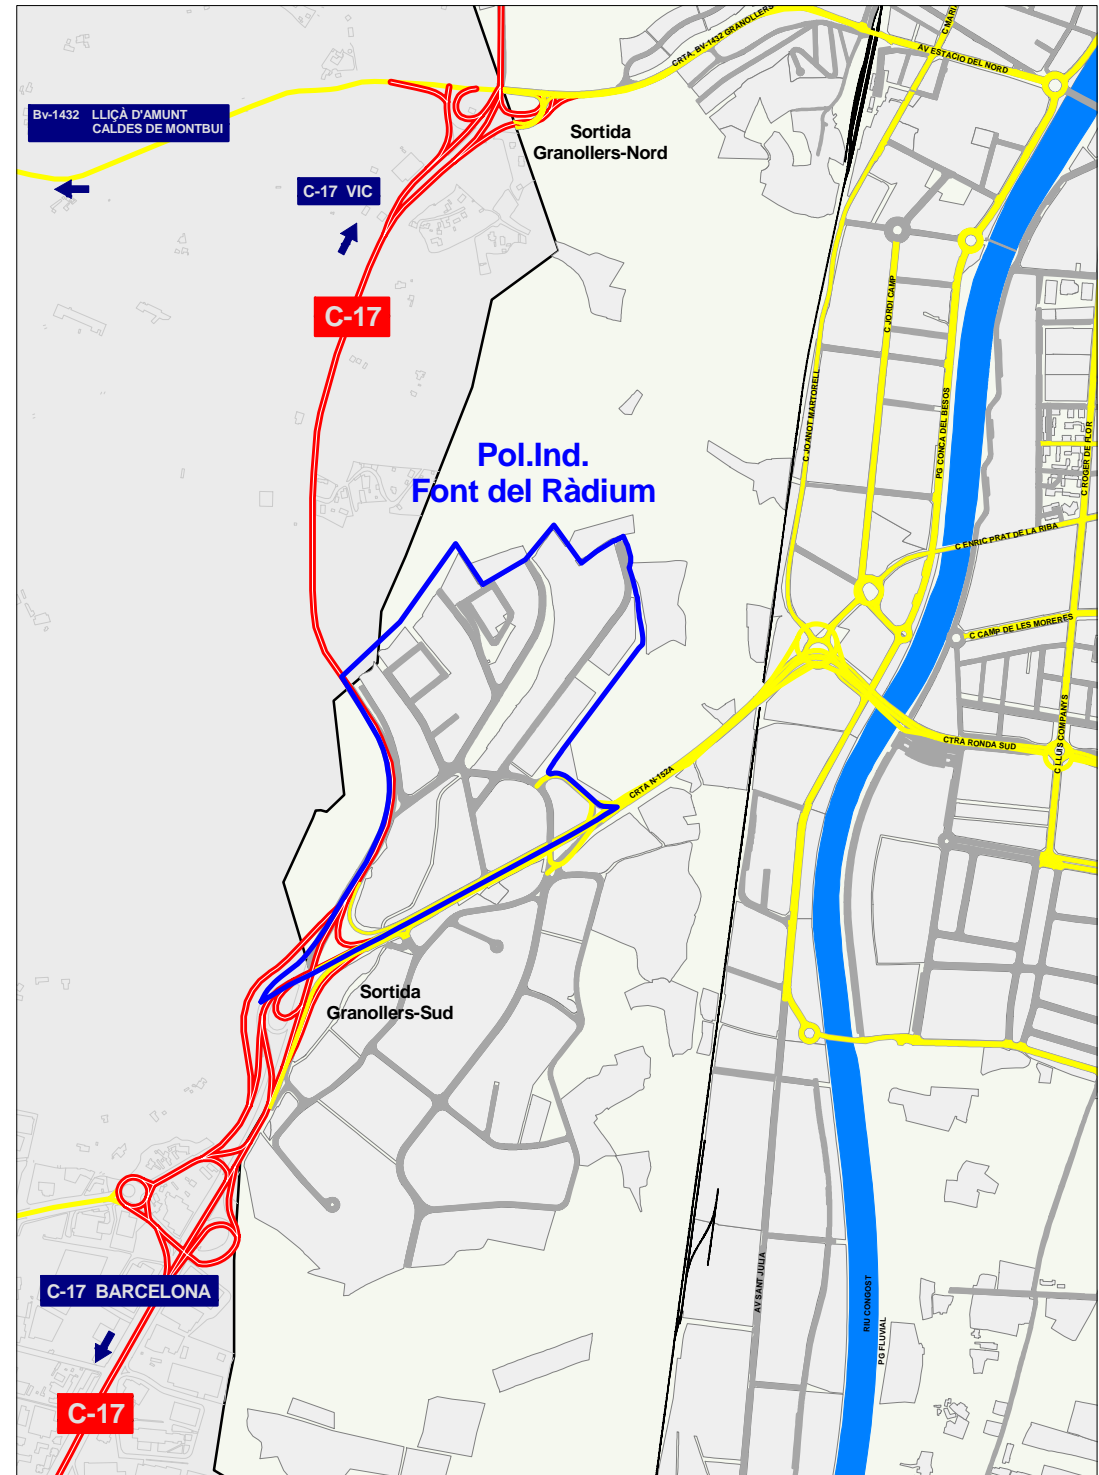 C MARI
CRTA. BV-1432 GRANOLLERS
AV ESTACIO DEL NORD
Bv-1432 LLIÇÀ D'AMUNT
CALDES DE MONTBUI
Sortida
Granollers-Nord
C-17 VIC
C-17
C JORDI CAMP
C JOANOT MARTORELL
PG CONCA DEL BESOS
C ROGER DE FLOR
Pol.Ind.
Font del Ràdium
C ENRIC PRAT DE LA RIBA
C CAMP DE LES MORERES
C LLUIS COMPANYS
CTRA RONDA SUD
CRTA N-152A
Sortida
Granollers-Sud
AV SANT JULIA
RIU CONGOST
PG FLUVIAL
C-17 BARCELONA
C-17